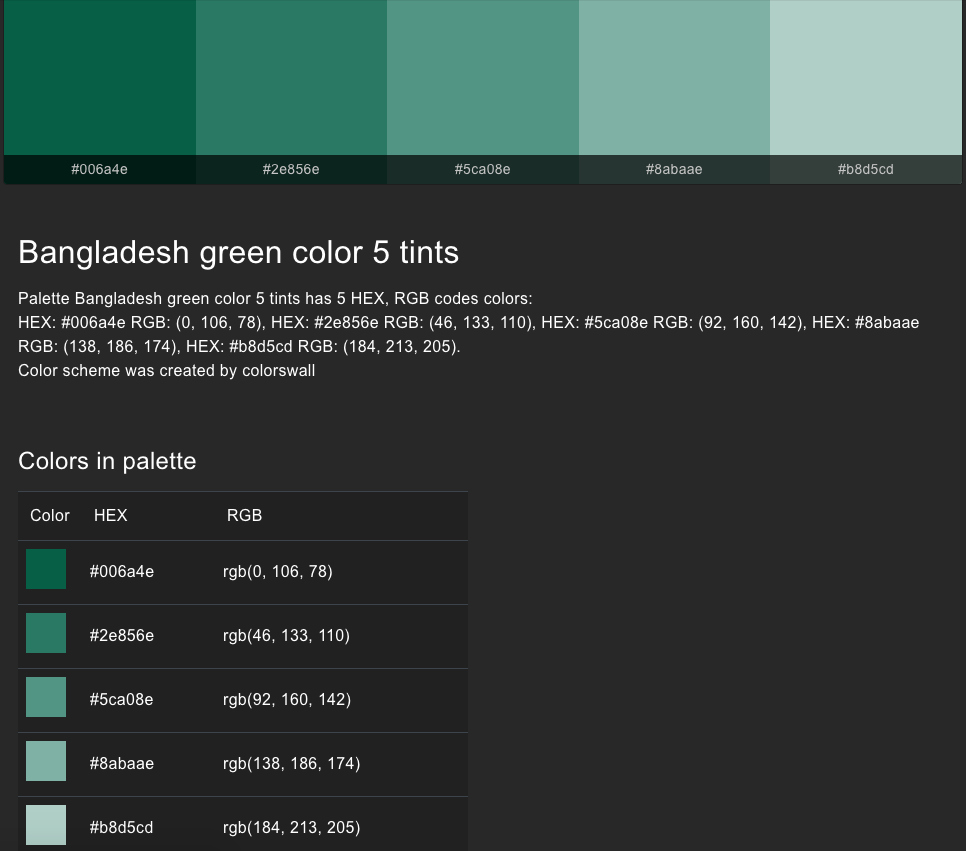 #006a4e #2e856e #5ca08e #8abaae #b8d5cd
Bangladesh green color 5 tints
Palette Bangladesh green color 5 tints has 5 HEX, RGB codes colors:
HEX: #006a4e RGB: (0, 106, 78), HEX: #2e856e RGB: (46, 133, 110), HEX: #5ca08e RGB: (92, 160, 142), HEX: #8abaae
RGB: (138, 186, 174), HEX: #b8d5cd RGB: (184, 213, 205).
Color scheme was created by colorswall
Colors in palette
Color HEX RGB
#006a4e rgb(0, 106, 78)
#2e856e rgb(46, 133, 110)
#5ca08e rgb(92, 160, 142)
#8abaae rgb(138, 186, 174)
#b8d5cd rgb(184, 213, 205)